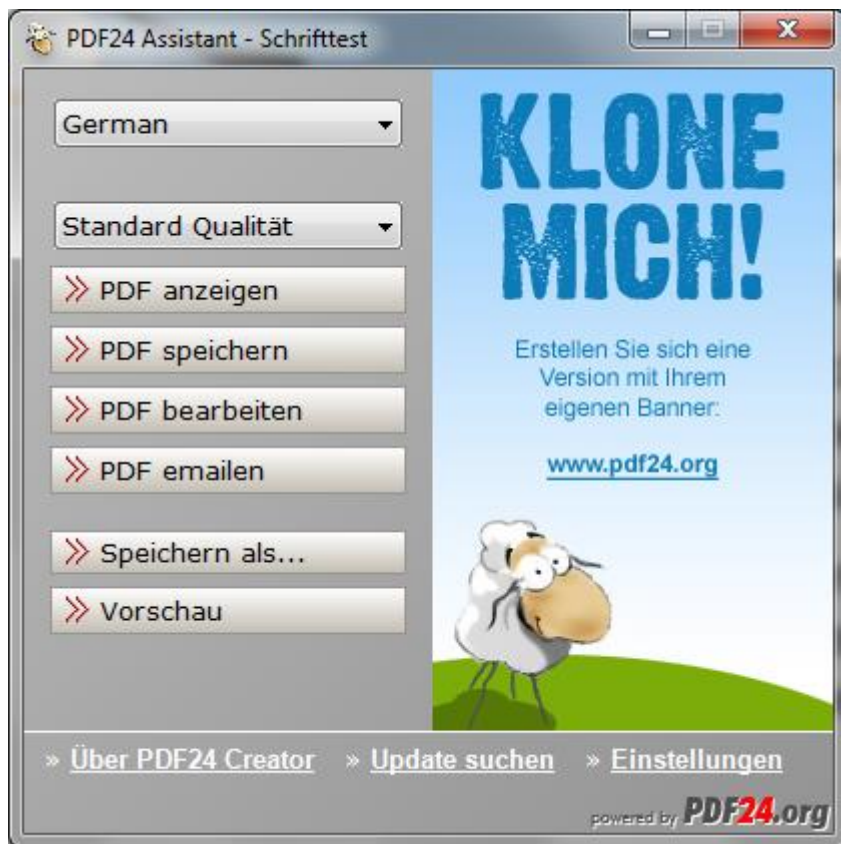 PDF24 Assistant - Schrifttest
German
Standard Qualität
PDF anzeigen
PDF speichern
PDF bearbeiten
PDF emailen
Speichern als...
Vorschau
KLONE
MICH!
Erstellen Sie sich eine
Version mit Ihrem
eigenen Banner:
www.pdf24.org
» Über PDF24 Creator » Update suchen » Einstellungen
powered by PDF24.org